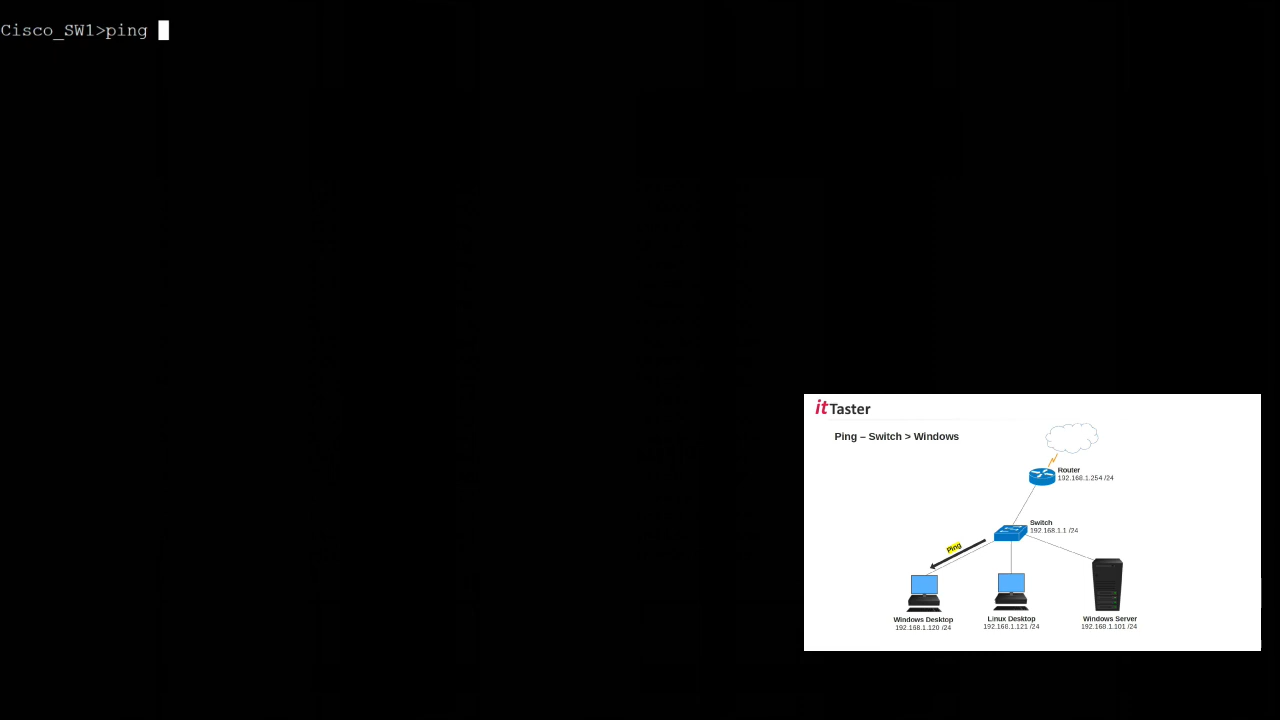 Cisco_SW1>ping
itTaster
Ping – Switch > Windows
Router
192.168.1.254 /24
Switch
192.168.1.1 /24
Ping
Windows Desktop
192.168.1.120 /24
Linux Desktop
192.168.1.121 /24
Windows Server
192.168.1.101 /24